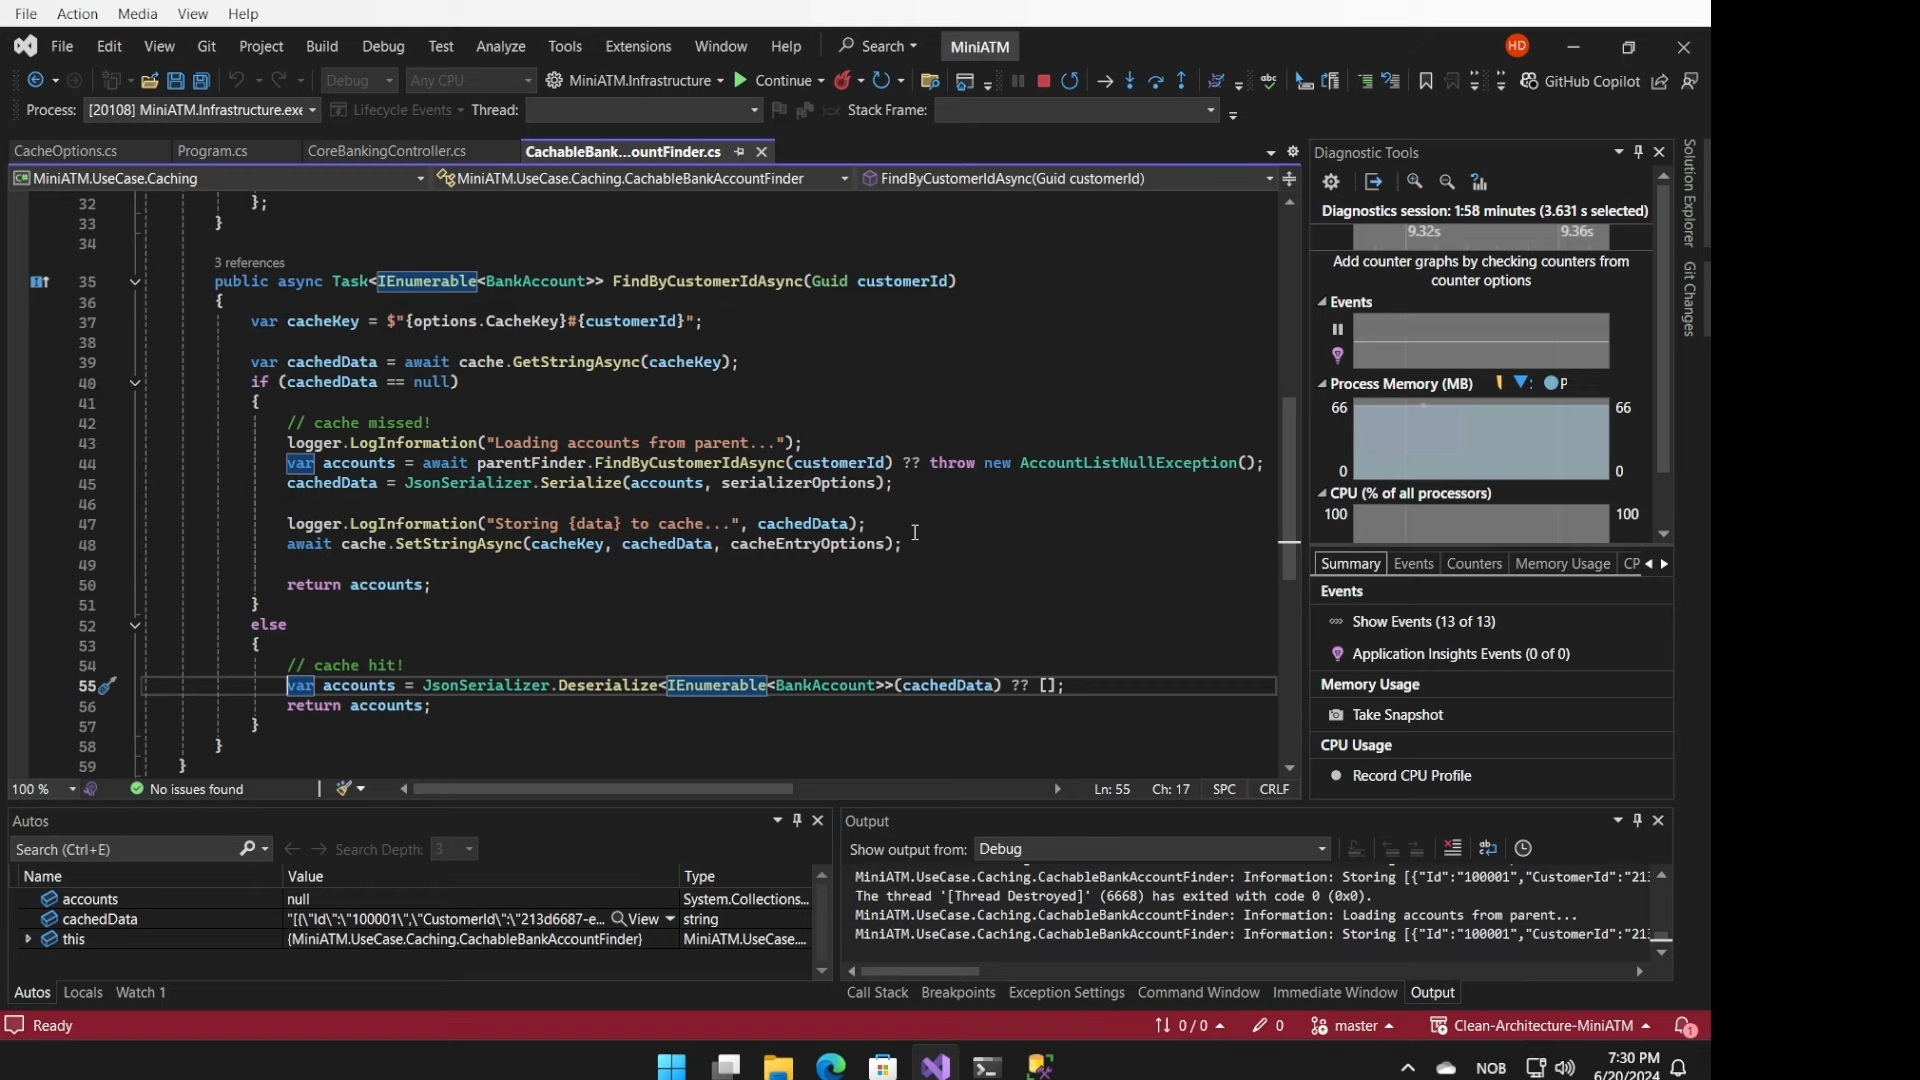 File Action Media View Help
File Edit View Git Project Build Debug Test Analyze Tools Extensions Window Help Search MiniATM HD
Debug Any CPU MiniATM.Infrastructure Continue GitHub Copilot
Process: [20108] MiniATM.Infrastructure.exe Lifecycle Events Thread: Stack Frame:
CacheOptions.cs Program.cs CoreBankingController.cs CachableBank...ountFinder.cs
MiniATM.UseCase.Caching MiniATM.UseCase.Caching.CachableBankAccountFinder FindByCustomerIdAsync(Guid customerId)
32 };
33 }
34
3 references
35 public async Task<IEnumerable<BankAccount>> FindByCustomerIdAsync(Guid customerId)
36 {
37 var cacheKey = $"{options.CacheKey}#{customerId}";
38
39 var cachedData = await cache.GetStringAsync(cacheKey);
40 if (cachedData == null)
41 {
42 // cache missed!
43 logger.LogInformation("Loading accounts from parent...");
44 var accounts = await parentFinder.FindByCustomerIdAsync(customerId) ?? throw new AccountListNullException();
45 cachedData = JsonSerializer.Serialize(accounts, serializerOptions);
46
47 logger.LogInformation("Storing {data} to cache...", cachedData);
48 await cache.SetStringAsync(cacheKey, cachedData, cacheEntryOptions);
49
50 return accounts;
51 }
52 else
53 {
54 // cache hit!
55 var accounts = JsonSerializer.Deserialize<IEnumerable<BankAccount>>(cachedData) ?? [];
56 return accounts;
57 }
58 }
59 }
100 % No issues found Ln: 55 Ch: 17 SPC CRLF
Diagnostic Tools
Diagnostics session: 1:58 minutes (3.631 s selected)
9.32s 9.36s
Add counter graphs by checking counters from
counter options
Events
Process Memory (MB) P
66 66
0 0
CPU (% of all processors)
100 100
Summary Events Counters Memory Usage CP
Events
Show Events (13 of 13)
Application Insights Events (0 of 0)
Memory Usage
Take Snapshot
CPU Usage
Record CPU Profile
Solution Explorer
Git Changes
Autos
Search (Ctrl+E) Search Depth: 3
Name Value Type
accounts null System.Collections...
cachedData "[{\"Id\":\"100001\",\"CustomerId\":\"213d6687-e... View string
this {MiniATM.UseCase.Caching.CachableBankAccountFinder} MiniATM.UseCase....
Autos Locals Watch 1
Output
Show output from: Debug
MiniATM.UseCase.Caching.CachableBankAccountFinder: Information: Storing [{"Id":"100001","CustomerId":"213
The thread '[Thread Destroyed]' (6668) has exited with code 0 (0x0).
MiniATM.UseCase.Caching.CachableBankAccountFinder: Information: Loading accounts from parent...
MiniATM.UseCase.Caching.CachableBankAccountFinder: Information: Storing [{"Id":"100001","CustomerId":"213
Call Stack Breakpoints Exception Settings Command Window Immediate Window Output
Ready 0 / 0 0 master Clean-Architecture-MiniATM 1
NOB 7:30 PM
6/20/2024